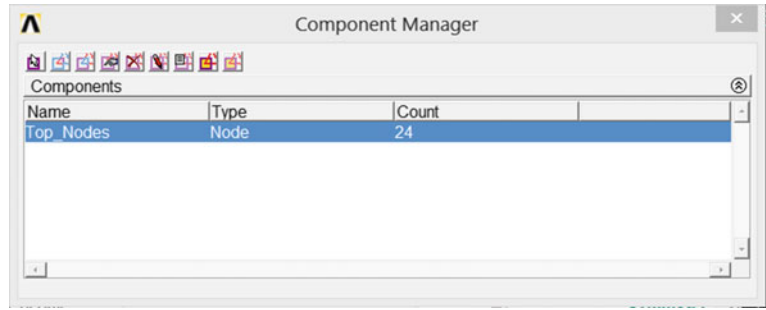 Component Manager
Components
Name Type Count
Top_Nodes Node 24